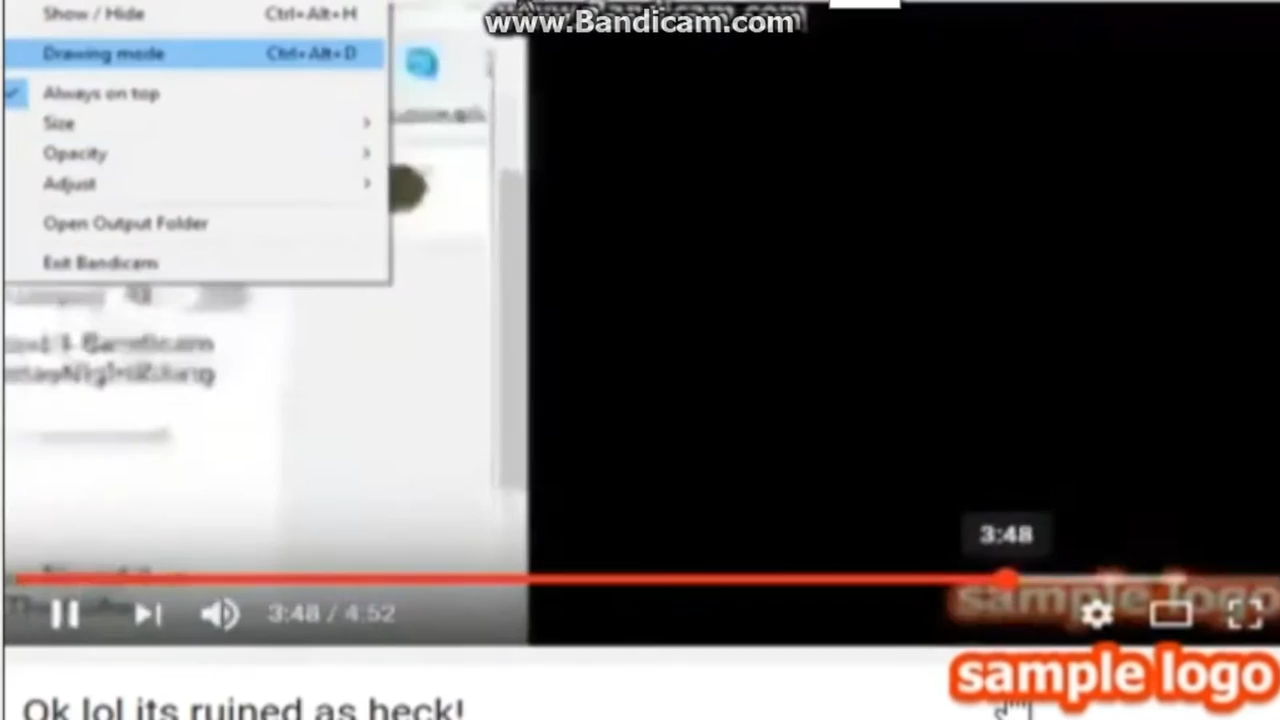 www.Bandicam.com
Show / Hide Ctrl+Alt+H
Drawing mode Ctrl+Alt+D
Always on top
Size
Opacity
Adjust
Open Output Folder
Exit Bandicam
Bandicam
3:48
sample logo
3:48 / 4:52
sample logo
Ok lol its ruined as heck!